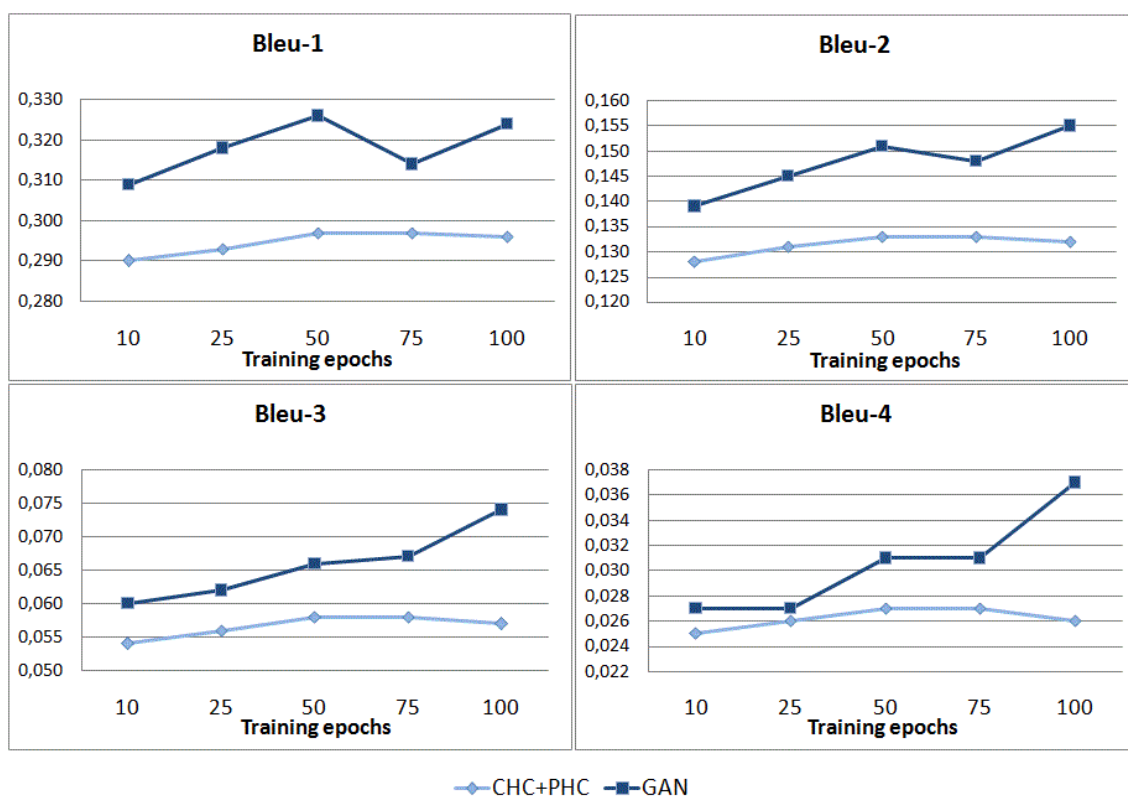 Bleu-1
0,330
0,320
0,310
0,300
0,290
0,280
10 25 50 75 100
Training epochs
Bleu-2
0,160
0,155
0,150
0,145
0,140
0,135
0,130
0,125
0,120
10 25 50 75 100
Training epochs
Bleu-3
0,080
0,075
0,070
0,065
0,060
0,055
0,050
10 25 50 75 100
Training epochs
Bleu-4
0,038
0,036
0,034
0,032
0,030
0,028
0,026
0,024
0,022
10 25 50 75 100
Training epochs
CHC+PHC GAN